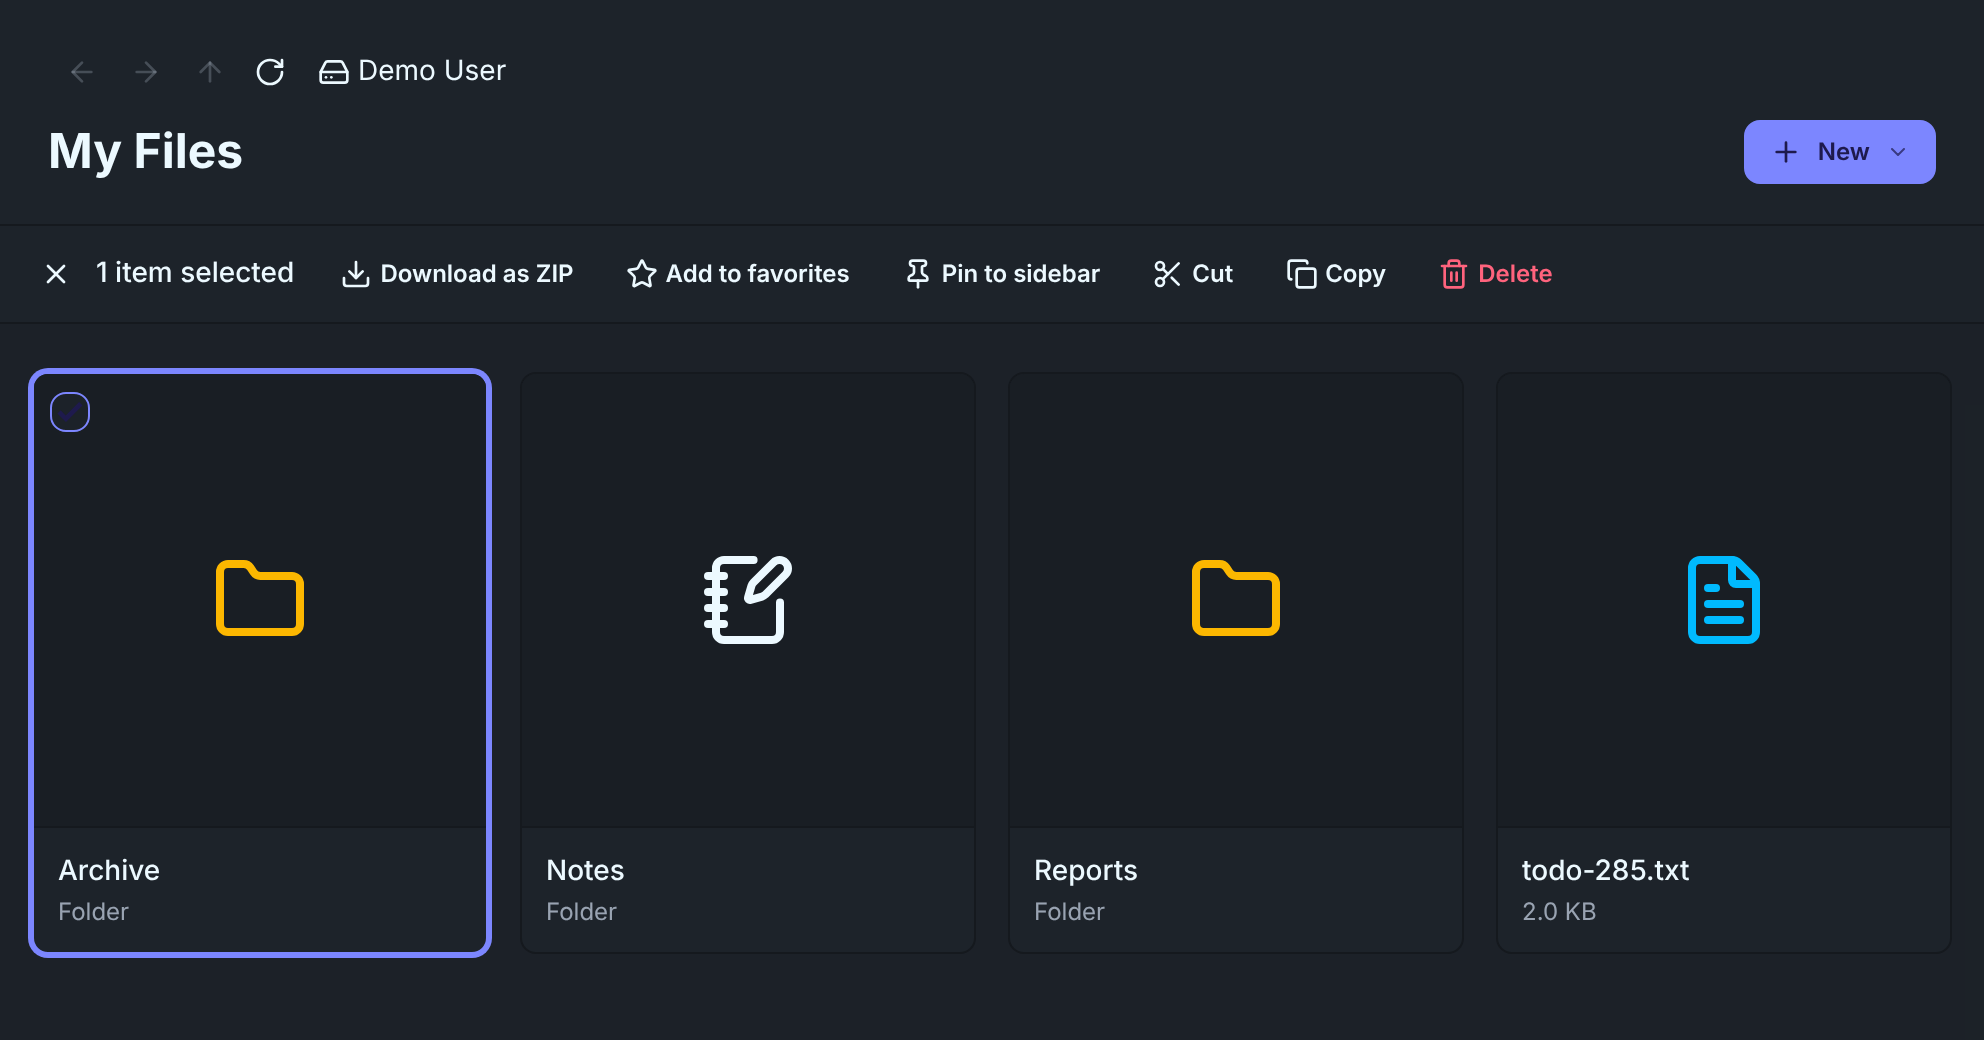 Demo User
My Files
New
1 item selected
Download as ZIP
Add to favorites
Pin to sidebar
Cut
Copy
Delete
Archive
Folder
Notes
Folder
Reports
Folder
todo-285.txt
2.0 KB